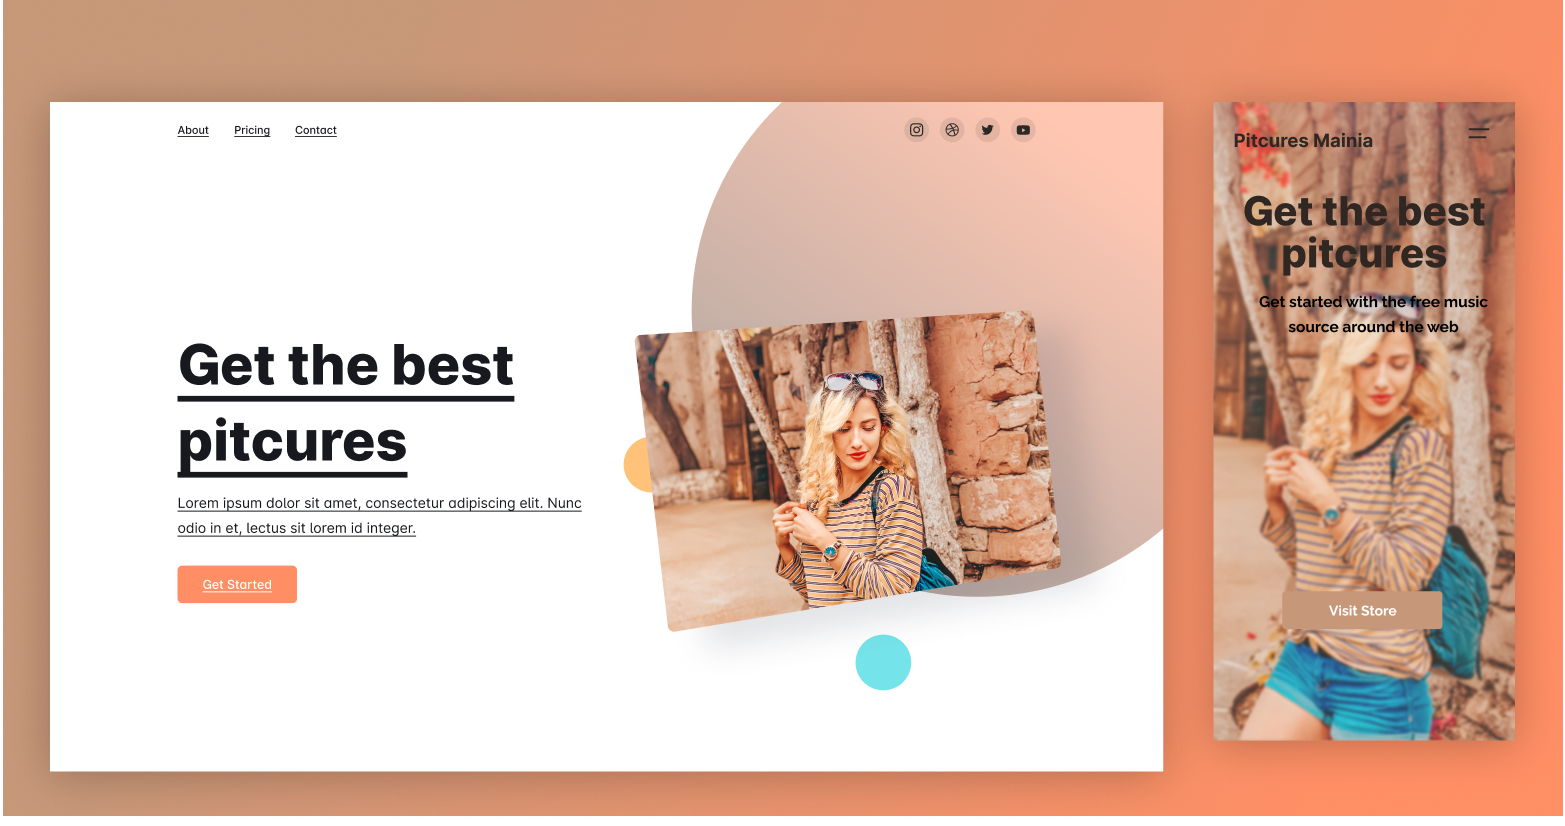 About Pricing Contact
Get the best
pitcures
Lorem ipsum dolor sit amet, consectetur adipiscing elit. Nunc
odio in et, lectus sit lorem id integer.
Get Started
Pitcures Mainia
Get the best
pitcures
Get started with the free music
source around the web
Visit Store